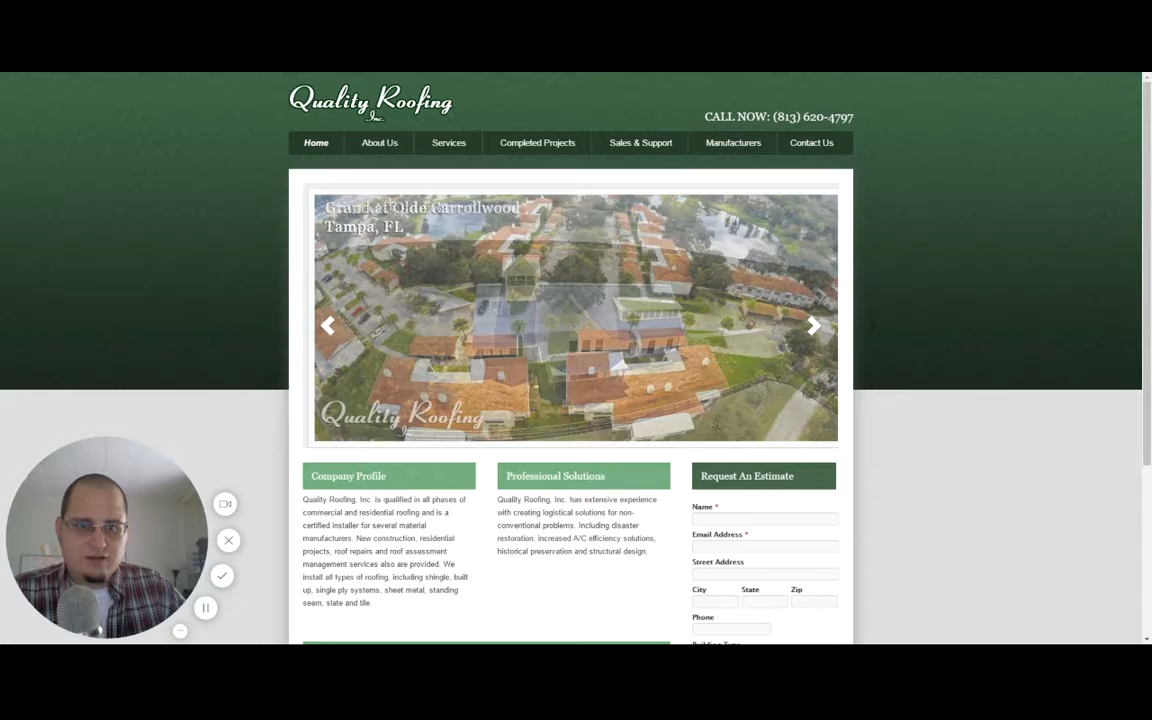 Quality Roofing
Inc.
CALL NOW: (813) 620-4797
Home
About Us
Services
Completed Projects
Sales & Support
Manufacturers
Contact Us
Grand at Olde Carrollwood
Tampa, FL
Quality Roofing
Company Profile
Quality Roofing, Inc. is qualified in all phases of
commercial and residential roofing and is a
certified installer for several material
manufacturers. New construction, residential
projects, roof repairs and roof assessment
management services also are provided. We
install all types of roofing, including shingle, built
up, single ply systems, sheet metal, standing
seam, slate and tile.
Professional Solutions
Quality Roofing, Inc. has extensive experience
with creating logistical solutions for non-
conventional problems. Including disaster
restoration, increased A/C efficiency solutions,
historical preservation and structural design.
Request An Estimate
Name *
Email Address *
Street Address
City
State
Zip
Phone